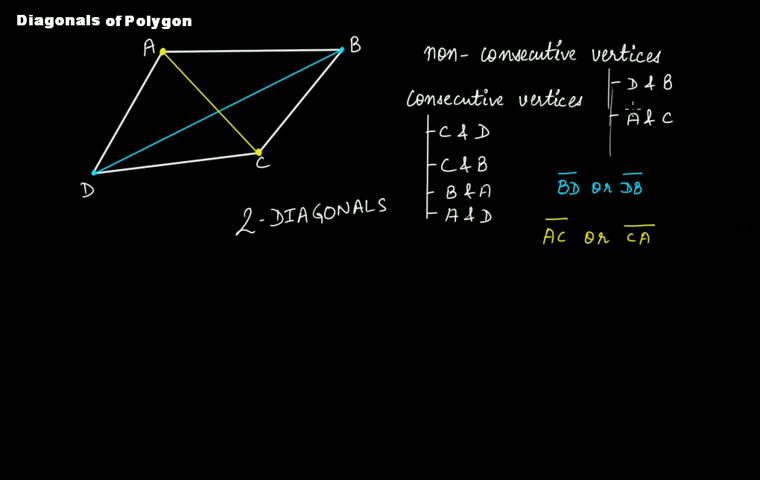 Diagonals of Polygon
A
B
D
C
2-DIAGONALS
non-consecutive vertices
D & B
A & C
consecutive vertices
C & D
C & B
B & A
A & D
BD or DB
AC or CA